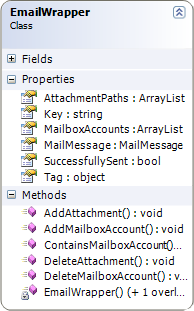 EmailWrapper
Class
Fields
Properties
AttachmentPaths : ArrayList
Key : string
MailboxAccounts : ArrayList
MailMessage : MailMessage
SuccessfullySent : bool
Tag : object
Methods
AddAttachment() : void
AddMailboxAccount() : void
ContainsMailboxAccount()...
DeleteAttachment() : void
DeleteMailboxAccount() : v...
EmailWrapper() (+ 1 overl...